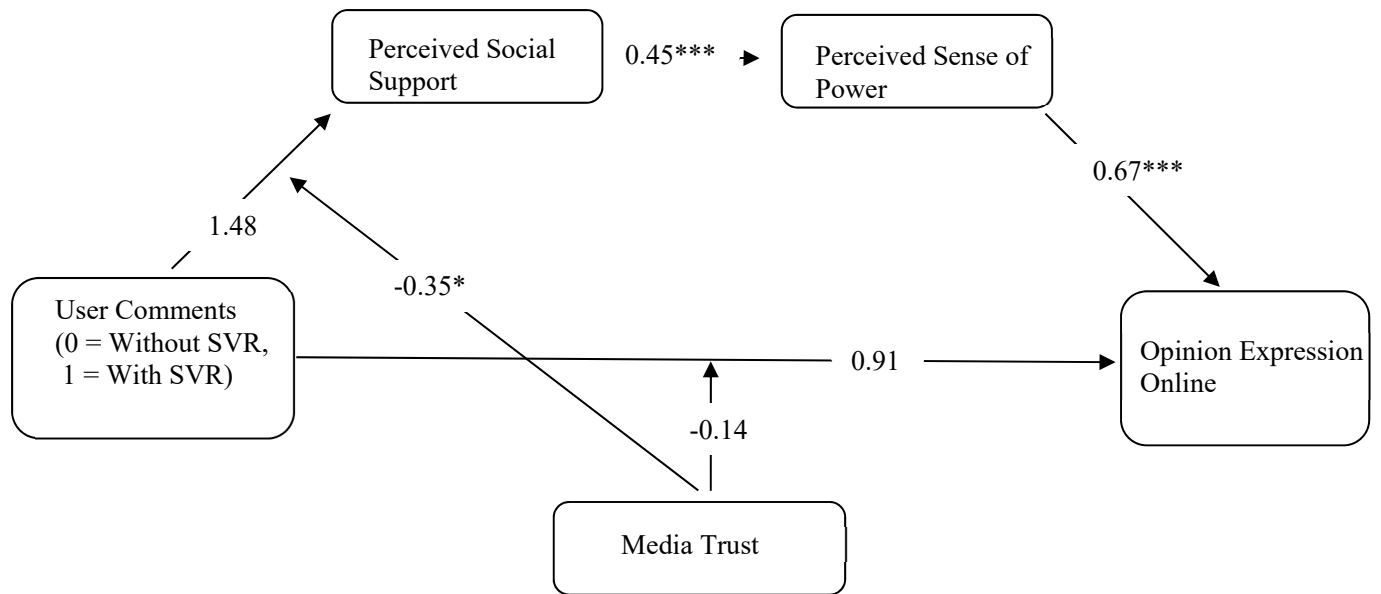 Perceived Social
Support
0.45***
Perceived Sense of
Power
0.67***
1.48
-0.35*
User Comments
(0 = Without SVR,
1 = With SVR)
0.91
Opinion Expression
Online
-0.14
Media Trust